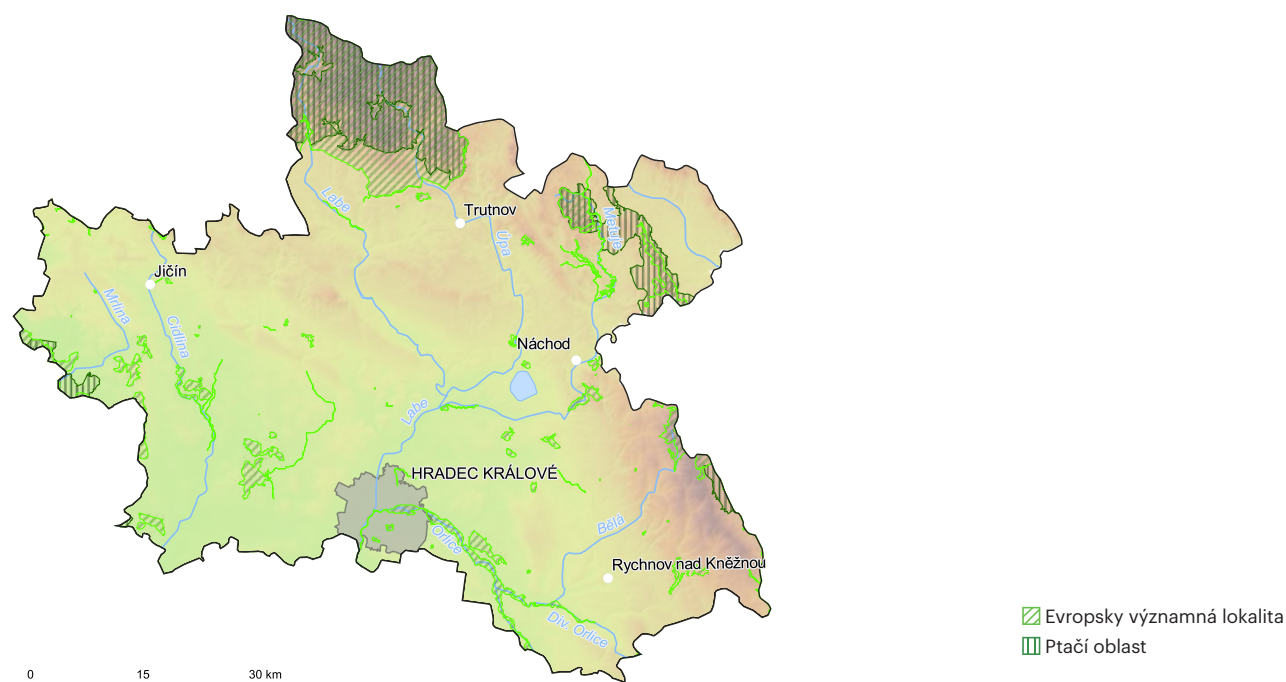 Labe
Trutnov
Metuje
Úpa
Jičín
Mrlina
Cidlina
Náchod
Labe
HRADEC KRÁLOVÉ
Orlice
Bělá
Rychnov nad Kněžnou
Div. Orlice
Evropsky významná lokalita
Ptačí oblast
0 15 30 km